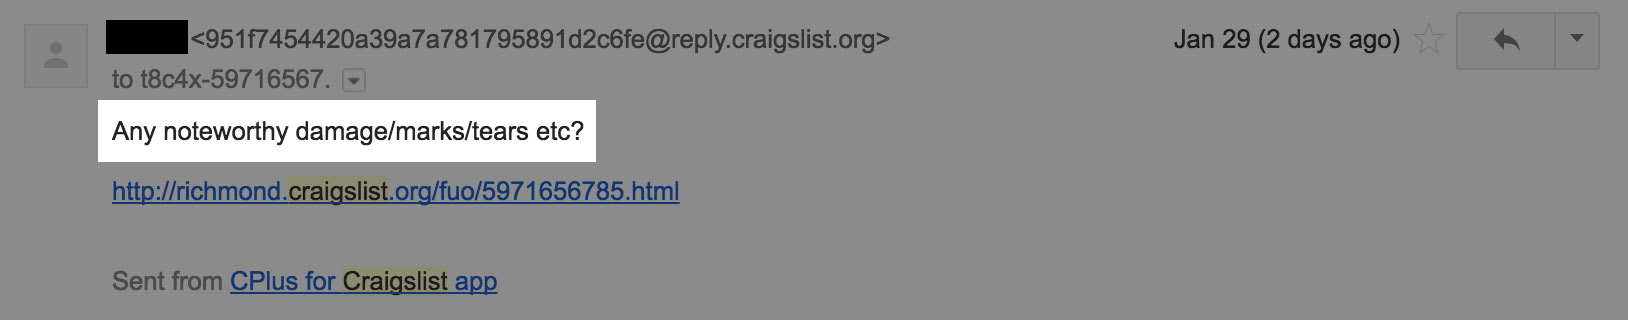 <951f7454420a39a7a781795891d2c6fe@reply.craigslist.org> Jan 29 (2 days ago)
to t8c4x-59716567.
Any noteworthy damage/marks/tears etc?
http://richmond.craigslist.org/fuo/5971656785.html
Sent from CPlus for Craigslist app